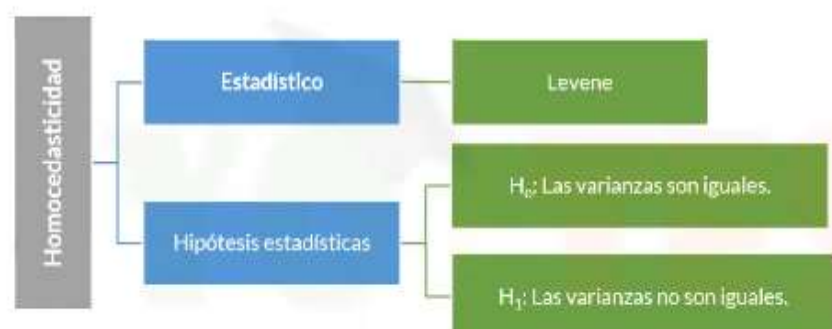 Homocedasticidad
Estadístico
Levene
Hipótesis estadísticas
H₀: Las varianzas son iguales.
H₁: Las varianzas no son iguales.